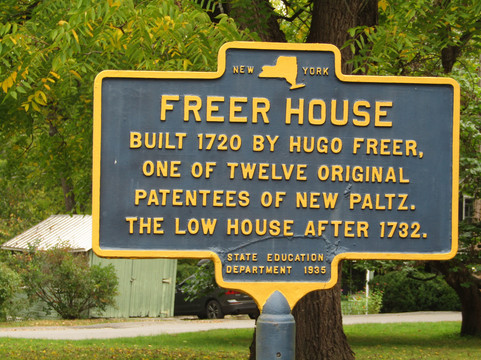 NEW YORK
FREER HOUSE
BUILT 1720 BY HUGO FREER,
ONE OF TWELVE ORIGINAL
PATENTEES OF NEW PALTZ.
THE LOW HOUSE AFTER 1732.
STATE EDUCATION
DEPARTMENT 1935